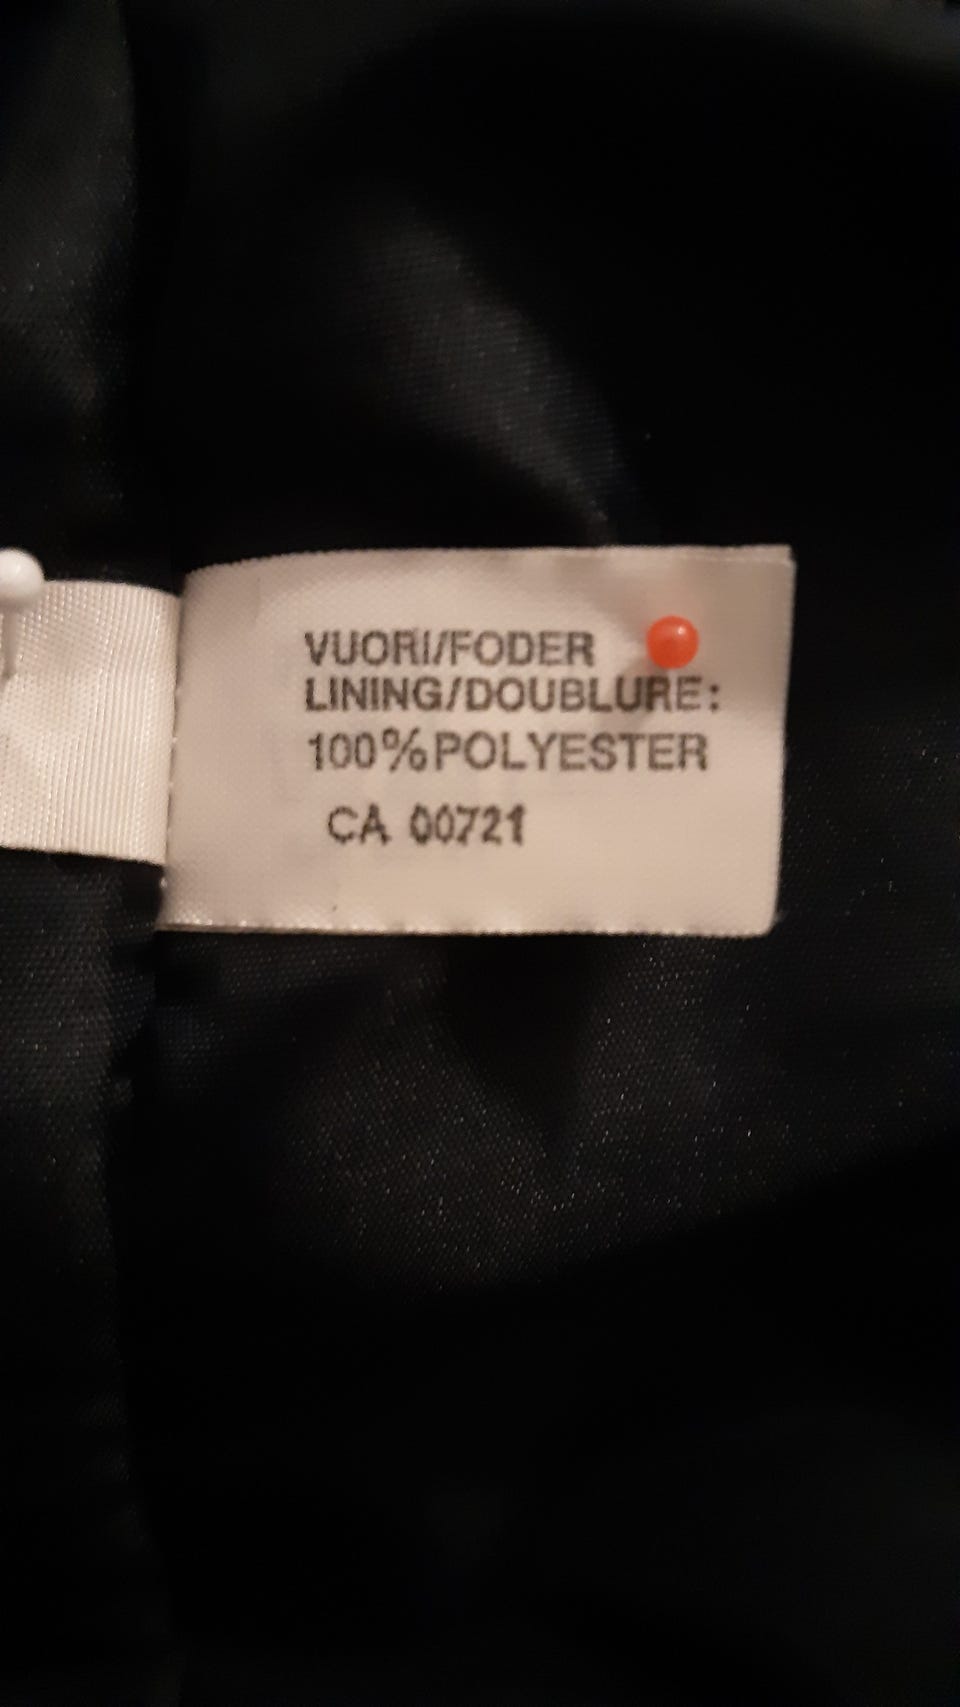 VUORI/FODER
LINING/DOUBLURE:
100%POLYESTER
CA 00721